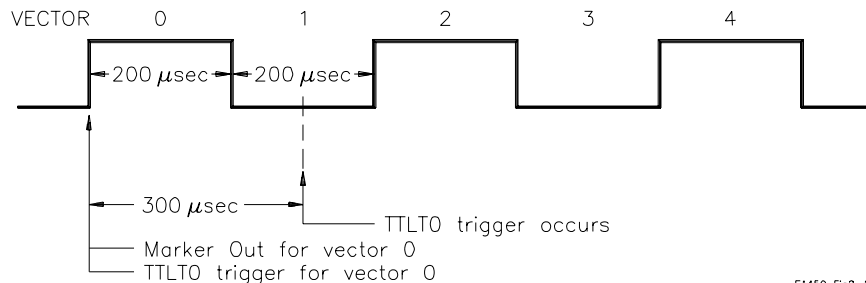 VECTOR 0 1 2 3 4
200 μsec 200 μsec
300 μsec
TTLT0 trigger occurs
Marker Out for vector 0
TTLT0 trigger for vector 0